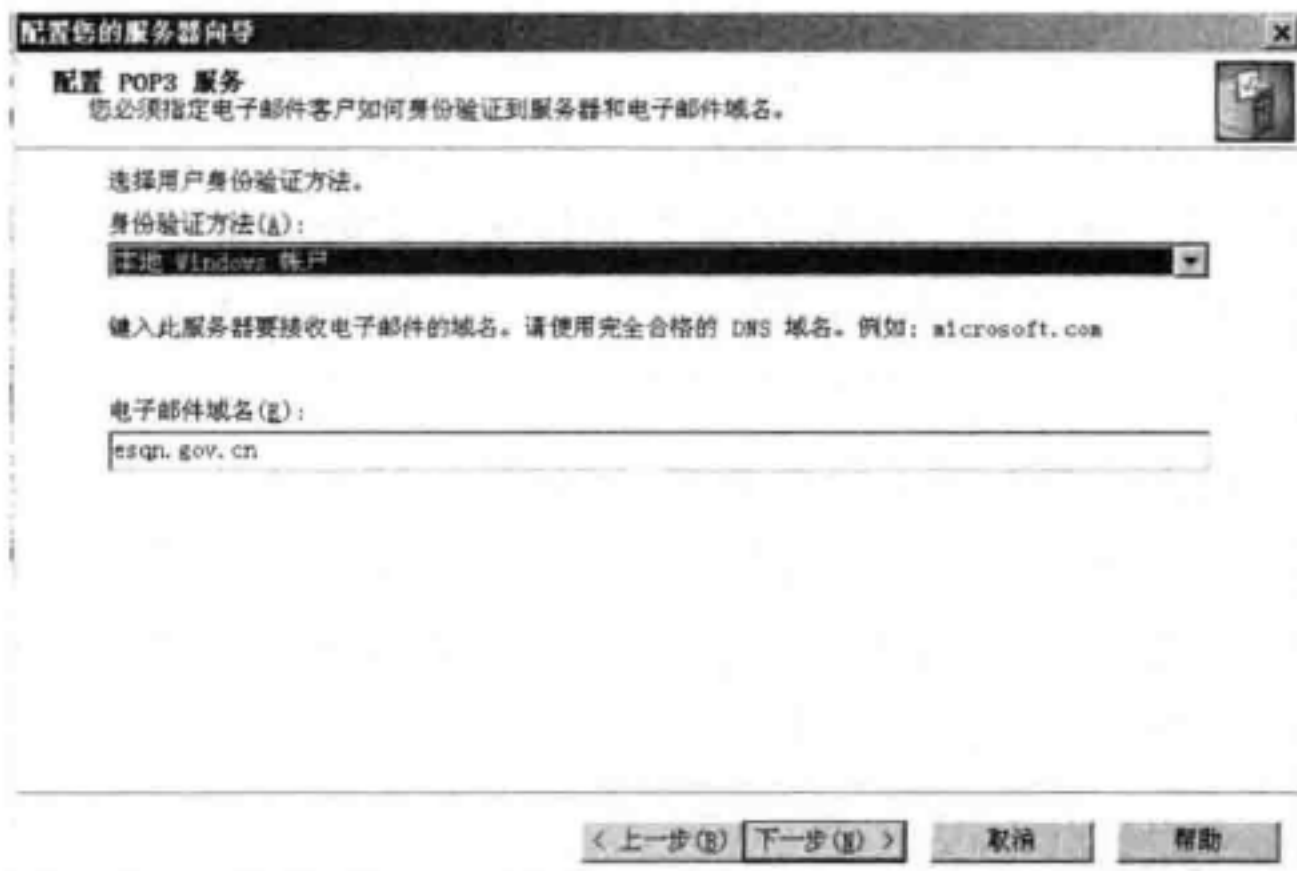 配置您的服务器向导
配置 POP3 服务
您必须指定电子邮件客户如何身份验证到服务器和电子邮件域名。
选择用户身份验证方法。
身份验证方法(A):
本地 Windows 帐户
键入此服务器要接收电子邮件的域名。请使用完全合格的 DNS 域名。例如: microsoft.com
电子邮件域名(E):
esqn.gov.cn
< 上一步(B) 下一步(N) > 取消 帮助